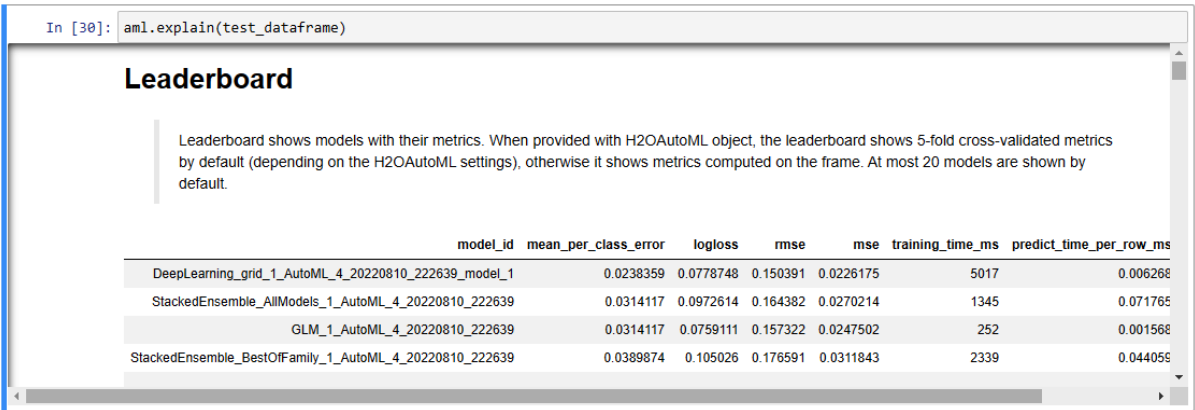 In [30]: aml.explain(test_dataframe)
Leaderboard
Leaderboard shows models with their metrics. When provided with H2OAutoML object, the leaderboard shows 5-fold cross-validated metrics
by default (depending on the H2OAutoML settings), otherwise it shows metrics computed on the frame. At most 20 models are shown by
default.
model_id mean_per_class_error logloss rmse mse training_time_ms predict_time_per_row_ms
DeepLearning_grid_1_AutoML_4_20220810_222639_model_1 0.0238359 0.0778748 0.150391 0.0226175 5017 0.006268
StackedEnsemble_AllModels_1_AutoML_4_20220810_222639 0.0314117 0.0972614 0.164382 0.0270214 1345 0.071765
GLM_1_AutoML_4_20220810_222639 0.0314117 0.0759111 0.157322 0.0247502 252 0.001568
StackedEnsemble_BestOfFamily_1_AutoML_4_20220810_222639 0.0389874 0.105026 0.176591 0.0311843 2339 0.044059